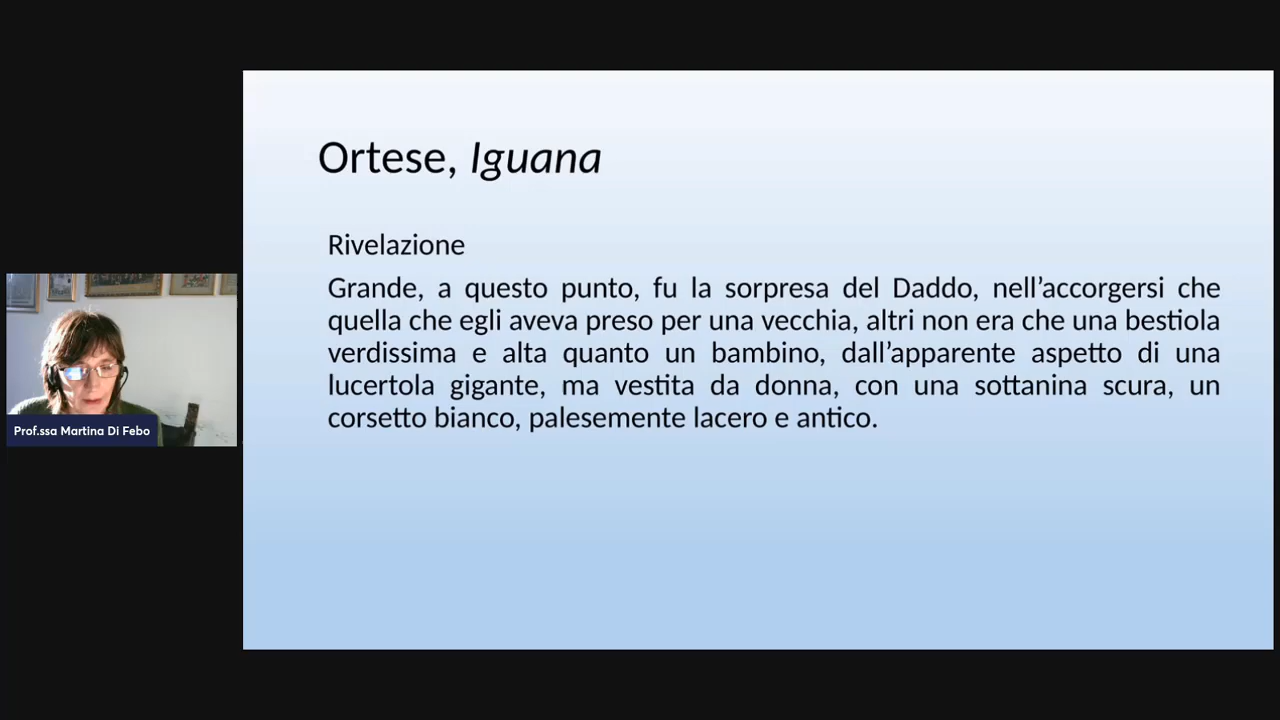 Ortese, Iguana
Rivelazione
Grande, a questo punto, fu la sorpresa del Daddo, nell’accorgersi che
quella che egli aveva preso per una vecchia, altri non era che una bestiola
verdissima e alta quanto un bambino, dall’apparente aspetto di una
lucertola gigante, ma vestita da donna, con una sottanina scura, un
corsetto bianco, palesemente lacero e antico.
Prof.ssa Martina Di Febo